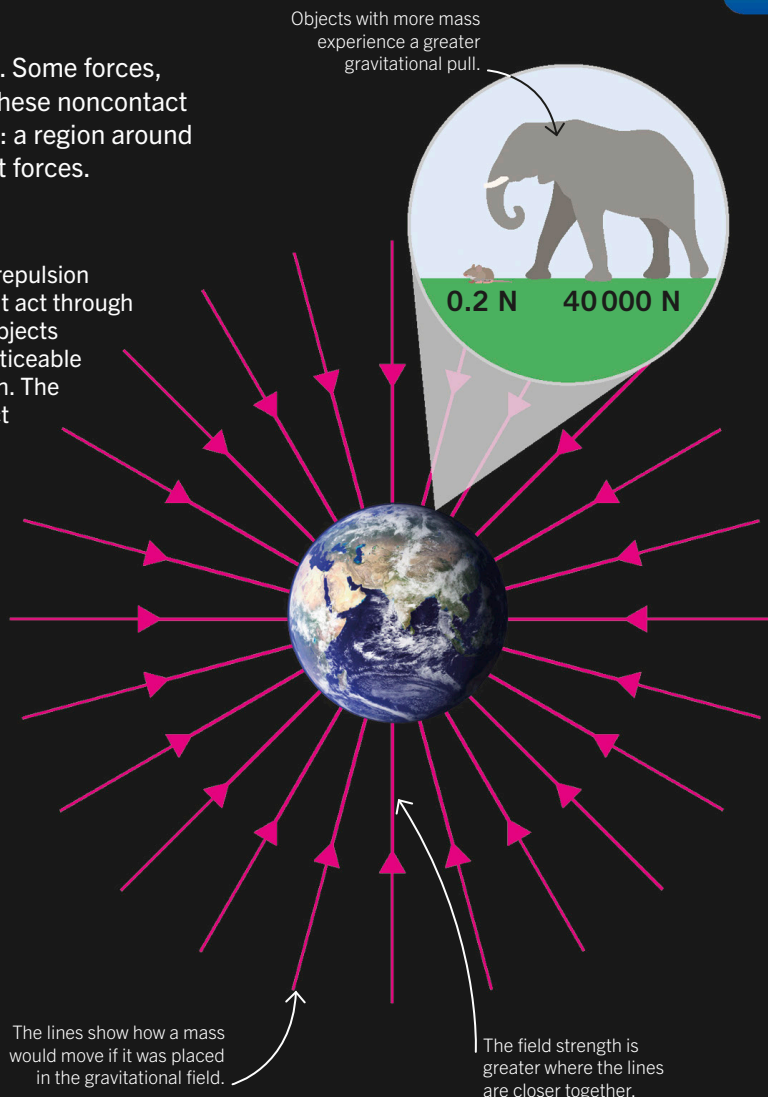 Objects with more mass
experience a greater
gravitational pull.
. Some forces,
hese noncontact
: a region around
t forces.
repulsion
t act through
bjects
ticeable
n. The
ct
0.2 N 40 000 N
The lines show how a mass
would move if it was placed
in the gravitational field.
The field strength is
greater where the lines
are closer together.